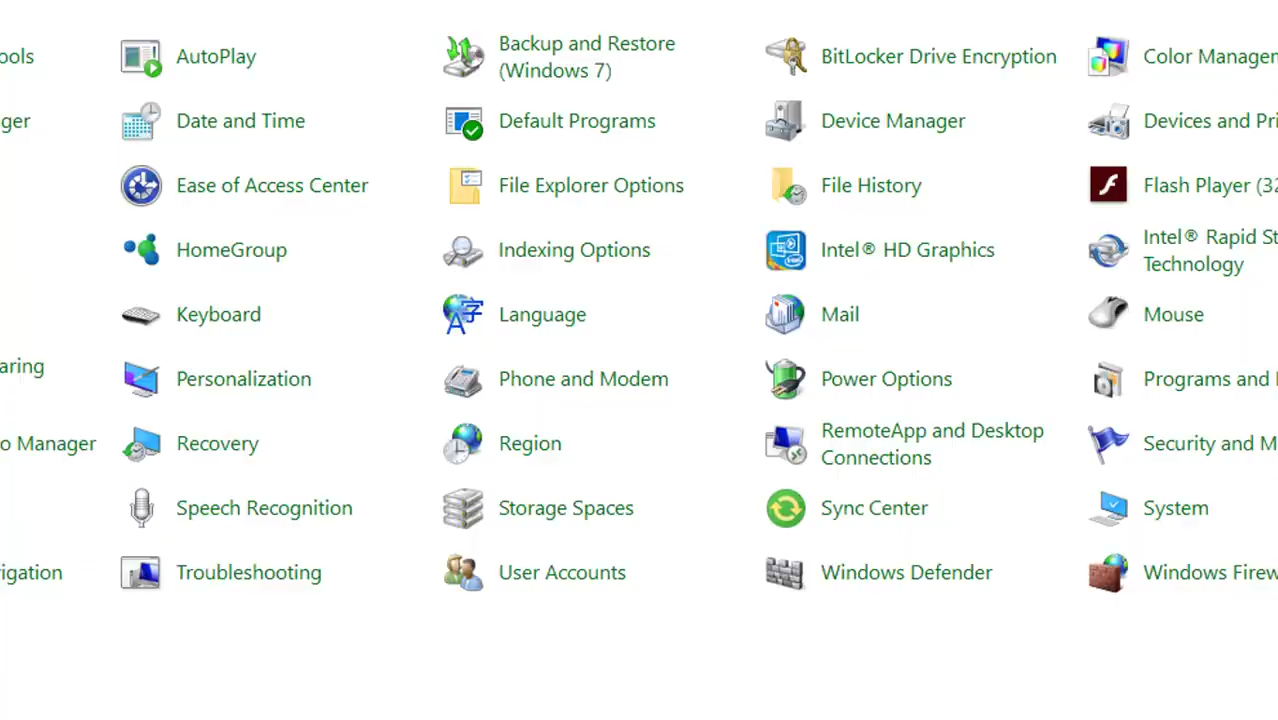 ools
AutoPlay
Backup and Restore
(Windows 7)
BitLocker Drive Encryption
Color Managem
ger
Date and Time
Default Programs
Device Manager
Devices and Pri
Ease of Access Center
File Explorer Options
File History
Flash Player (32
HomeGroup
Indexing Options
Intel® HD Graphics
Intel® Rapid St
Technology
Keyboard
Language
Mail
Mouse
aring
Personalization
Phone and Modem
Power Options
Programs and
o Manager
Recovery
Region
RemoteApp and Desktop
Connections
Security and M
Speech Recognition
Storage Spaces
Sync Center
System
igation
Troubleshooting
User Accounts
Windows Defender
Windows Firew